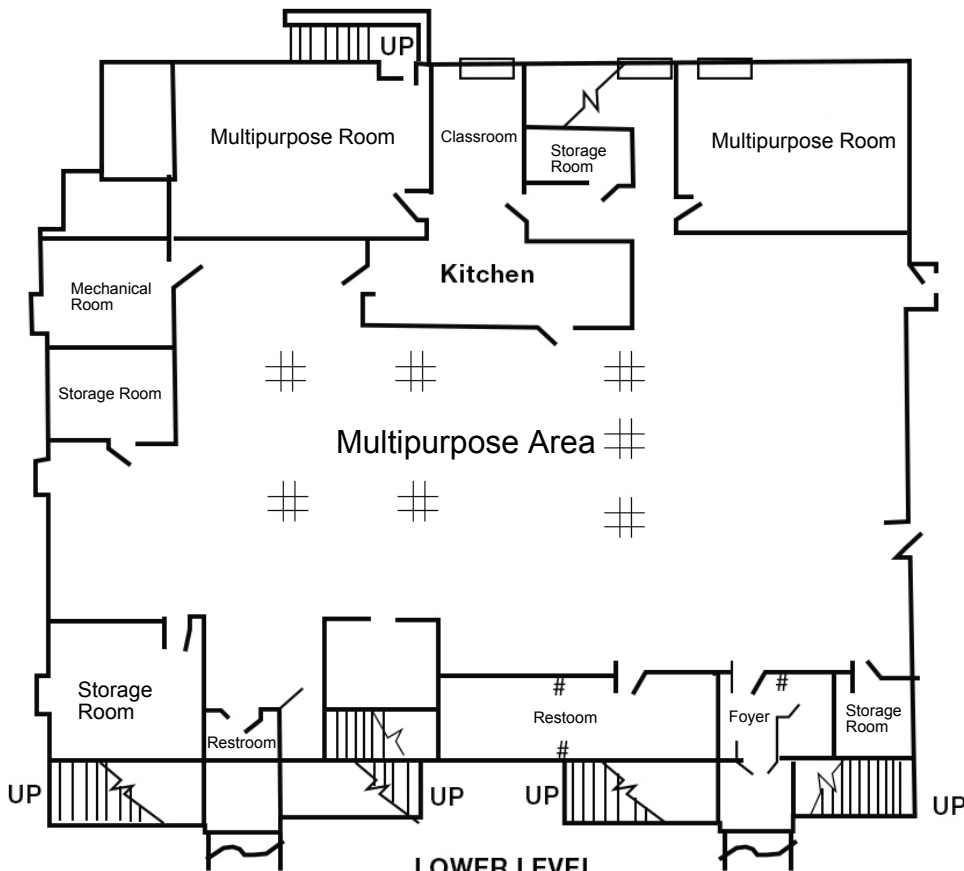 UP
Multipurpose Room
Classroom
Storage
Room
Multipurpose Room
Kitchen
Mechanical
Room
Storage Room
Multipurpose Area
Storage
Room
Restroom
Restoom
#
#
#
Foyer
Storage
Room
UP
UP
UP
UP
LOWER LEVEL